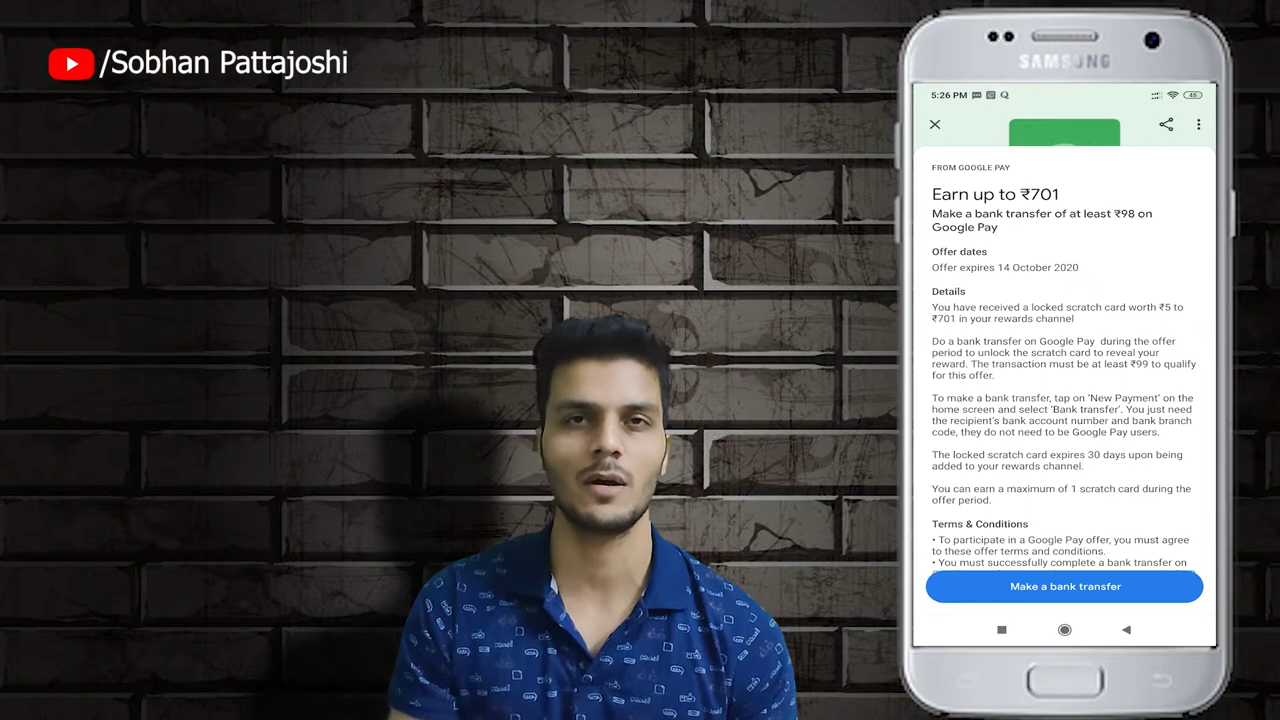 /Sobhan Pattajoshi
SAMSUNG
5:26 PM
46
FROM GOOGLE PAY
Earn up to ₹701
Make a bank transfer of at least ₹98 on
Google Pay
Offer dates
Offer expires 14 October 2020
Details
You have received a locked scratch card worth ₹5 to
₹701 in your rewards channel
Do a bank transfer on Google Pay during the offer
period to unlock the scratch card to reveal your
reward. The transaction must be at least ₹99 to qualify
for this offer.
To make a bank transfer, tap on 'New Payment' on the
home screen and select 'Bank transfer'. You just need
the recipient's bank account number and bank branch
code, they do not need to be Google Pay users.
The locked scratch card expires 30 days upon being
added to your rewards channel.
You can earn a maximum of 1 scratch card during the
offer period.
Terms & Conditions
• To participate in a Google Pay offer, you must agree
to these offer terms and conditions.
• You must successfully complete a bank transfer on
Make a bank transfer